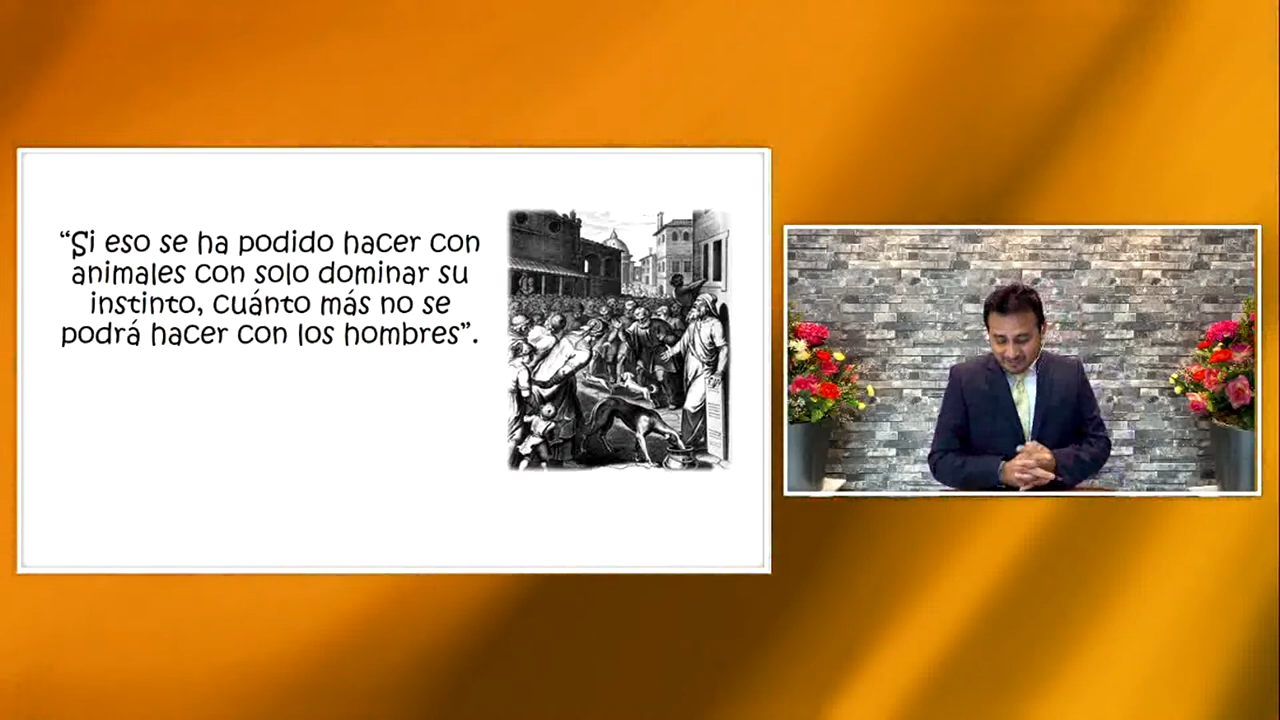 “Si eso se ha podido hacer con
animales con solo dominar su
instinto, cuánto más no se
podrá hacer con los hombres”.